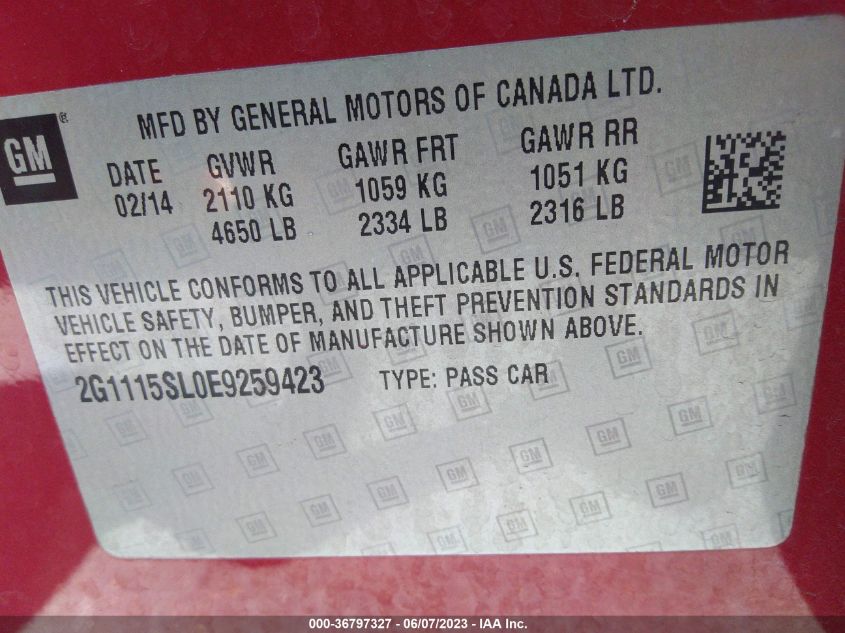 GM
MFD BY GENERAL MOTORS OF CANADA LTD.
DATE GVWR GAWR FRT GAWR RR
02/14 2110 KG 1059 KG 1051 KG
4650 LB 2334 LB 2316 LB
THIS VEHICLE CONFORMS TO ALL APPLICABLE U.S. FEDERAL MOTOR
VEHICLE SAFETY, BUMPER, AND THEFT PREVENTION STANDARDS IN
EFFECT ON THE DATE OF MANUFACTURE SHOWN ABOVE.
2G1115SL0E9259423 TYPE: PASS CAR
000-36797327 - 06/07/2023 - IAA Inc.